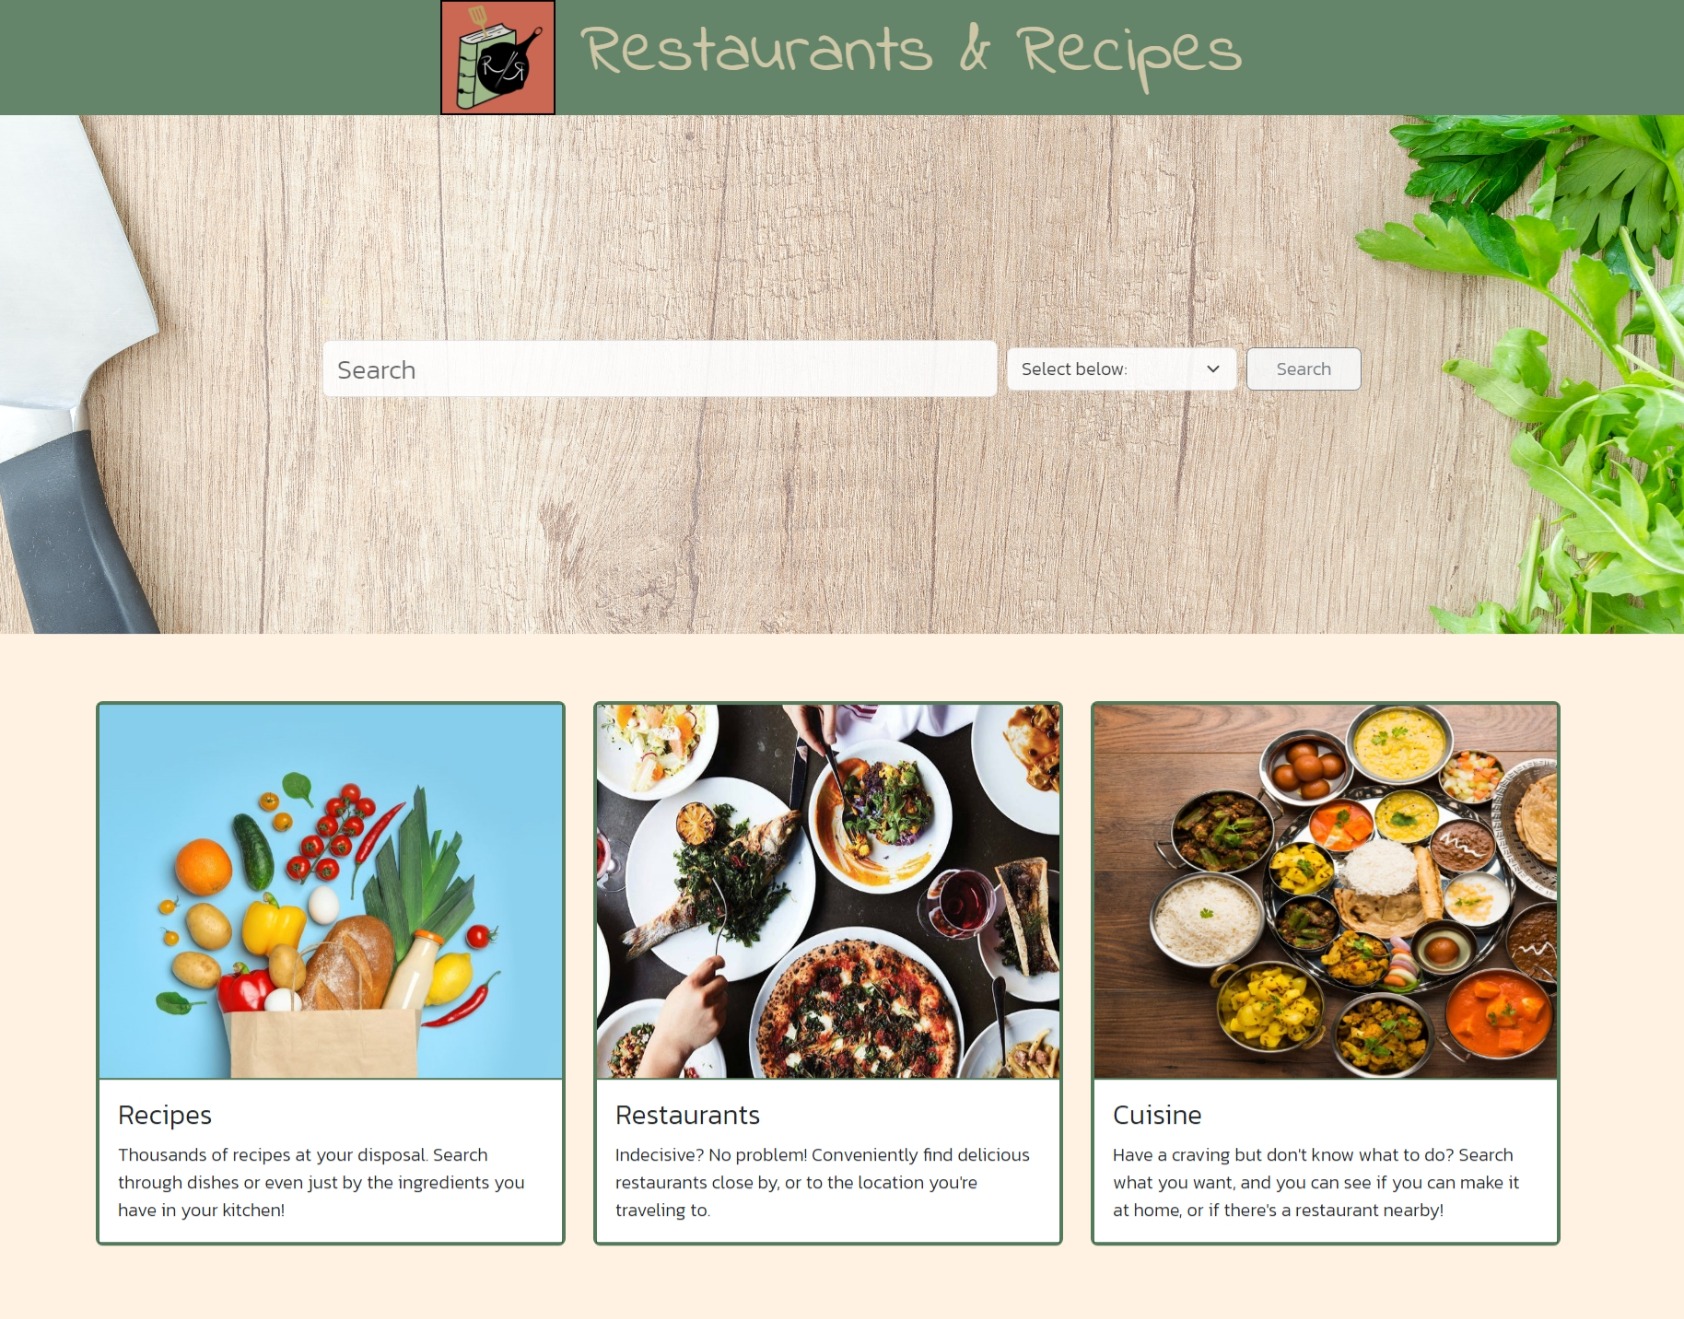 R/R
Restaurants & Recipes
Search
Select below:
Search
Recipes
Thousands of recipes at your disposal. Search
through dishes or even just by the ingredients you
have in your kitchen!
Restaurants
Indecisive? No problem! Conveniently find delicious
restaurants close by, or to the location you're
traveling to.
Cuisine
Have a craving but don't know what to do? Search
what you want, and you can see if you can make it
at home, or if there's a restaurant nearby!